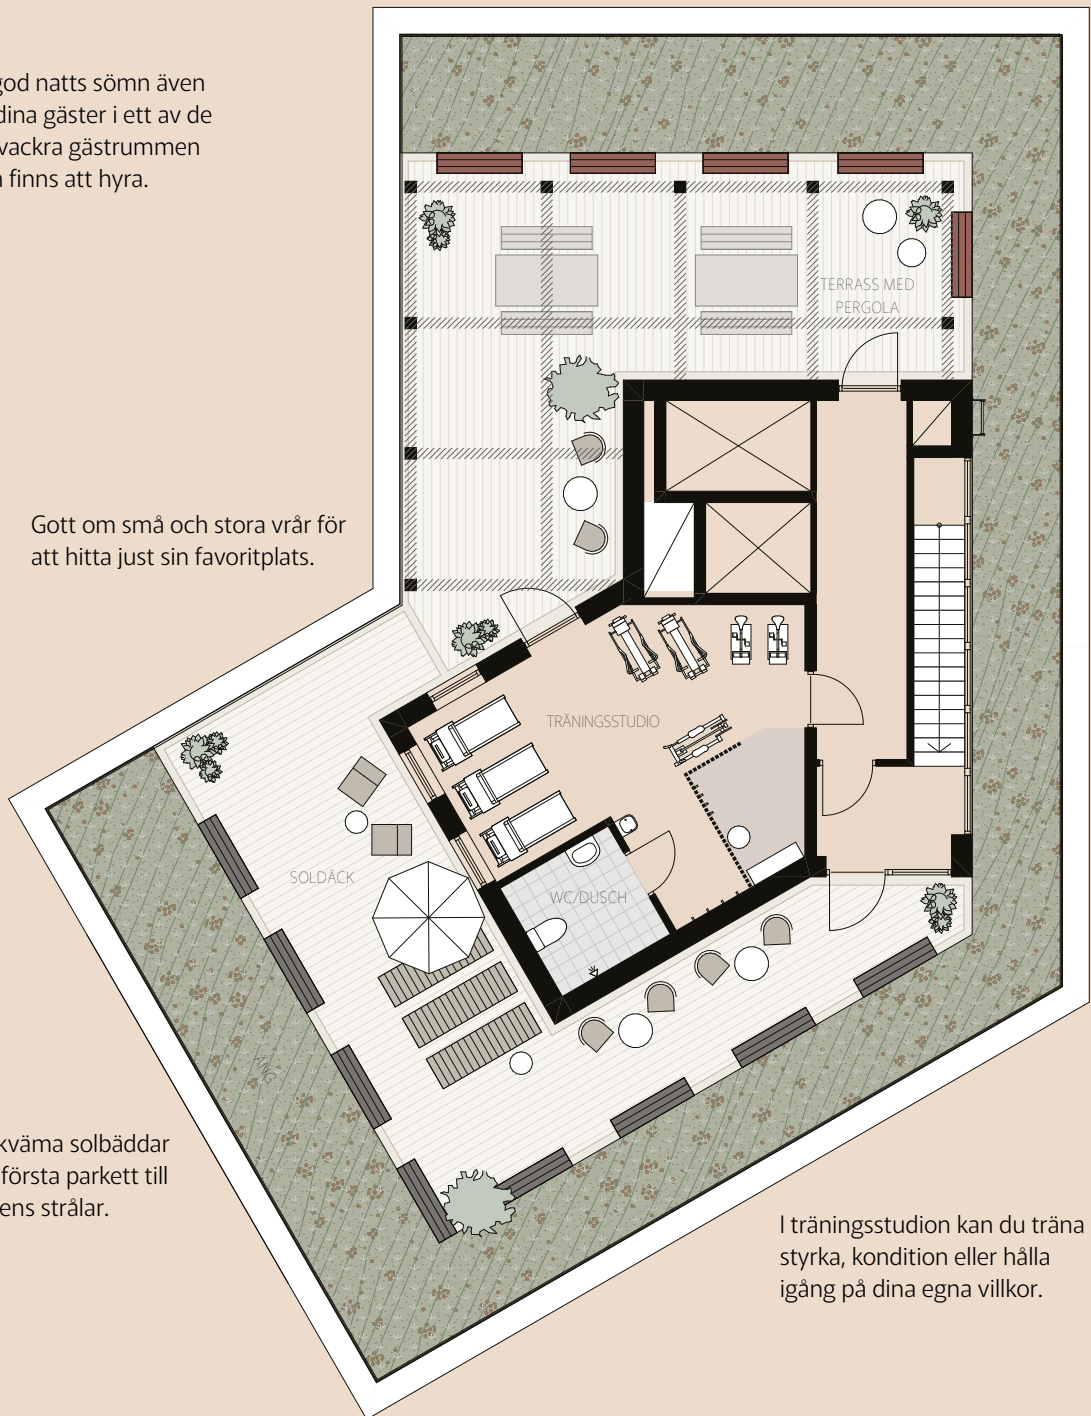 god natts sömn även
dina gäster i ett av de
vackra gästrummen
finns att hyra.
TERRASS MED
PERGOLA
Gott om små och stora vrår för
att hitta just sin favoritplats.
TRÄNINGSSTUDIO
SOLDÄCK
WC/DUSCH
ÄNG
kväma solbäddar
första parkett till
ens strålar.
I träningsstudion kan du träna
styrka, kondition eller hålla
igång på dina egna villkor.